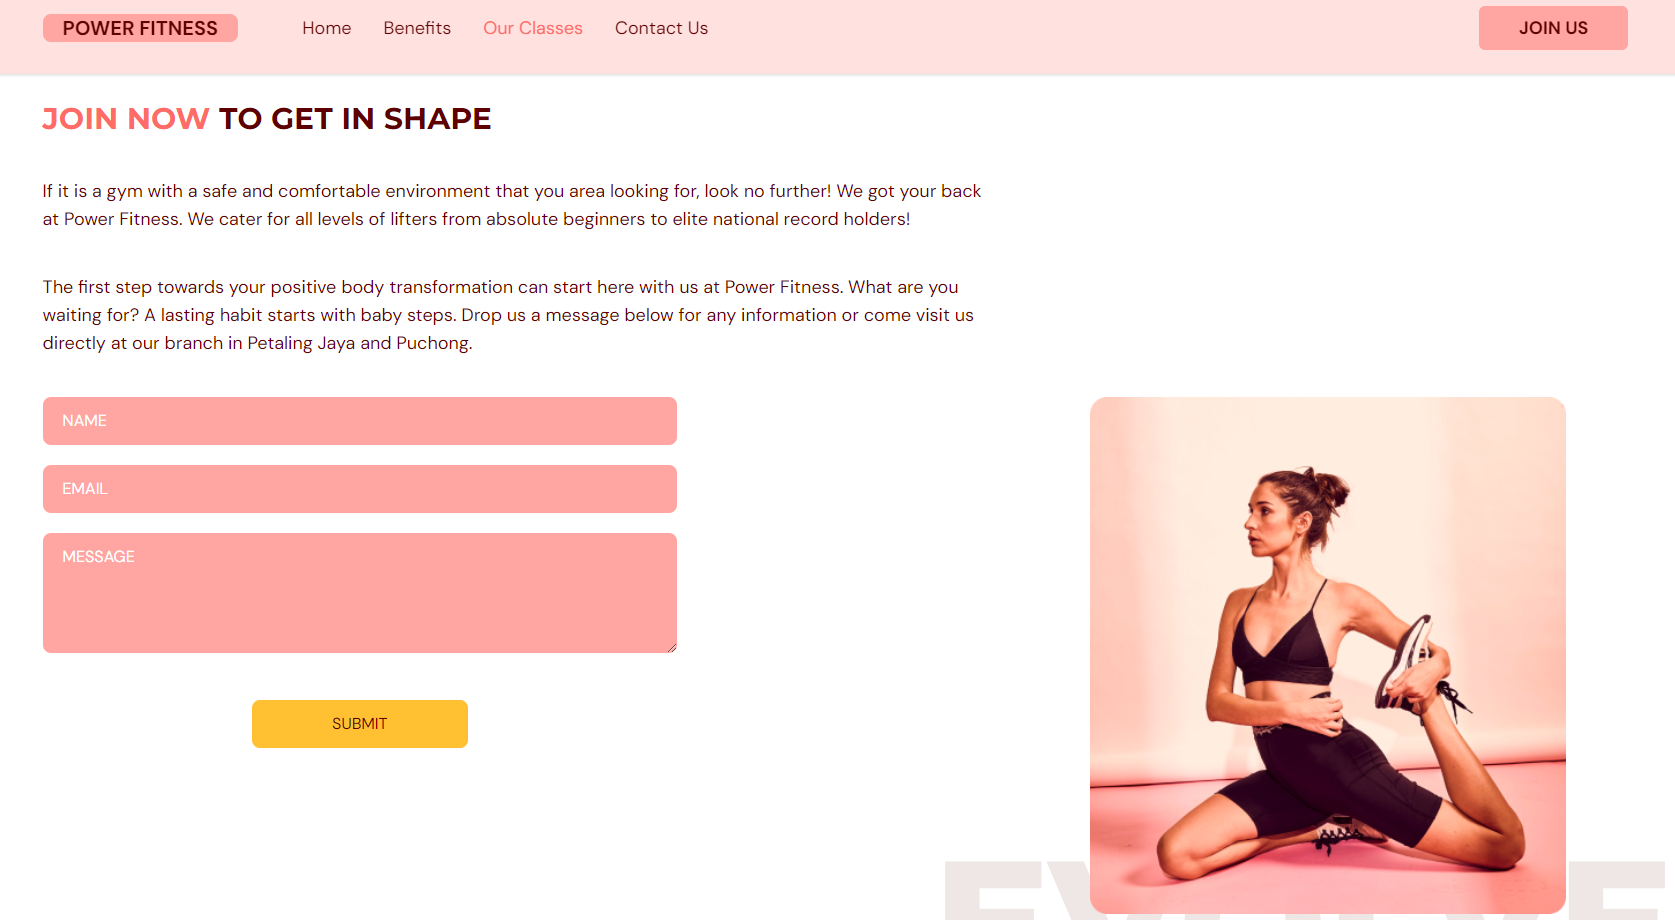 POWER FITNESS
Home
Benefits
Our Classes
Contact Us
JOIN US
JOIN NOW TO GET IN SHAPE
If it is a gym with a safe and comfortable environment that you area looking for, look no further! We got your back
at Power Fitness. We cater for all levels of lifters from absolute beginners to elite national record holders!
The first step towards your positive body transformation can start here with us at Power Fitness. What are you
waiting for? A lasting habit starts with baby steps. Drop us a message below for any information or come visit us
directly at our branch in Petaling Jaya and Puchong.
NAME
EMAIL
MESSAGE
SUBMIT